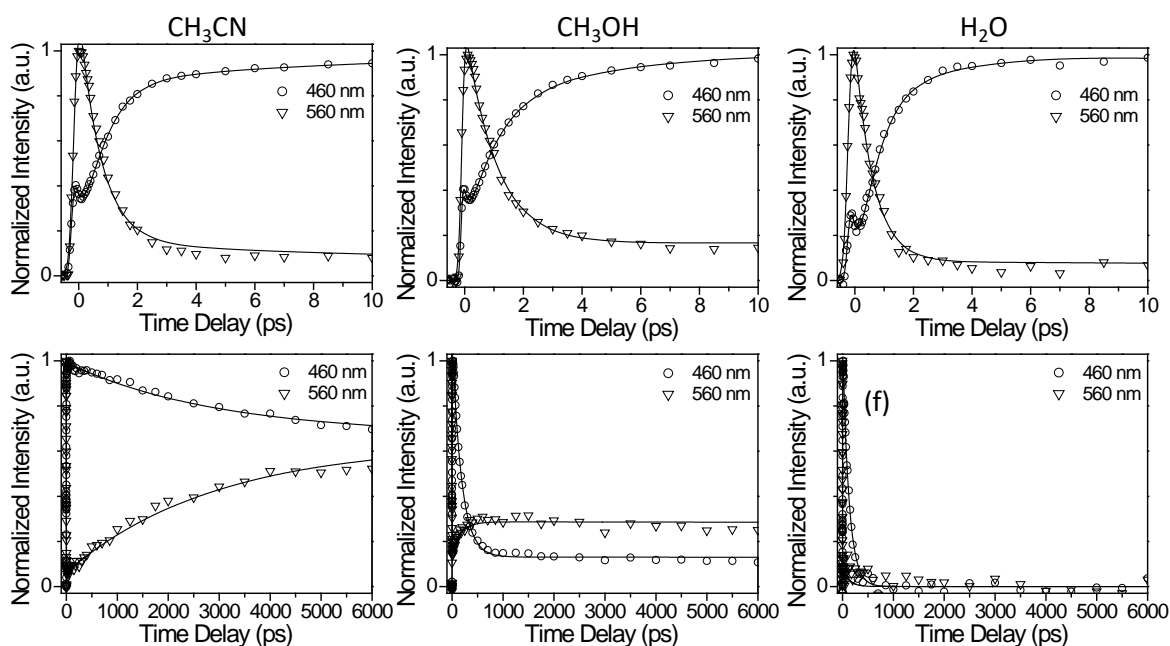 CH₃CN
CH₃OH
H₂O
Normalized Intensity (a.u.)
1
0
460 nm
560 nm
0 2 4 6 8 10
Time Delay (ps)
Normalized Intensity (a.u.)
1
0
460 nm
560 nm
0 2 4 6 8 10
Time Delay (ps)
Normalized Intensity (a.u.)
1
0
460 nm
560 nm
0 2 4 6 8 10
Time Delay (ps)
Normalized Intensity (a.u.)
1
0
460 nm
560 nm
0 1000 2000 3000 4000 5000 6000
Time Delay (ps)
Normalized Intensity (a.u.)
1
0
460 nm
560 nm
0 1000 2000 3000 4000 5000 6000
Time Delay (ps)
Normalized Intensity (a.u.)
1
0
(f)
460 nm
560 nm
0 1000 2000 3000 4000 5000 6000
Time Delay (ps)